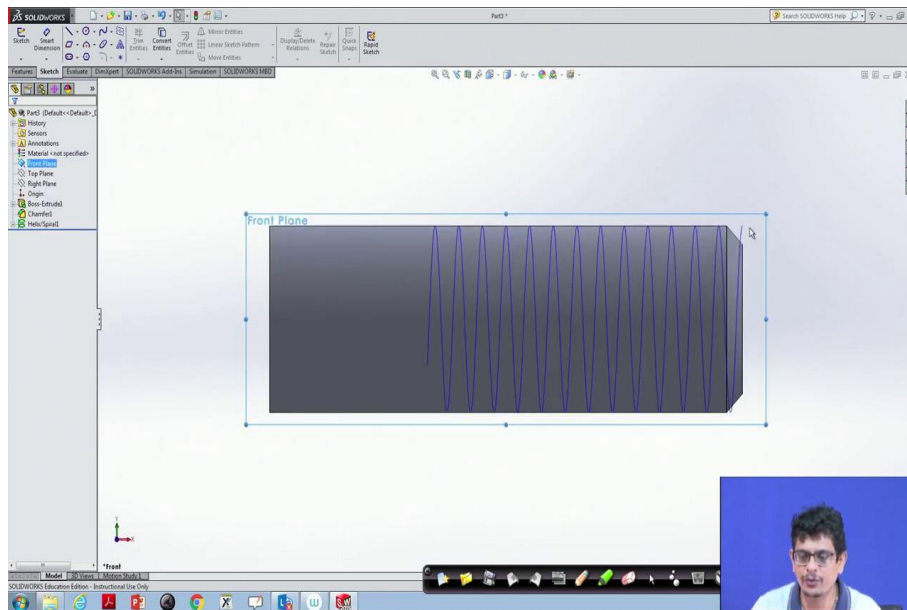 SOLIDWORKS
Part3 *
Search SOLIDWORKS Help
Sketch
Smart Dimension
Trim Entities
Convert Entities
Offset Entities
Mirror Entities
Linear Sketch Pattern
Move Entities
Display/Delete Relations
Repair Sketch
Quick Snaps
Rapid Sketch
Features Sketch Evaluate DimXpert SOLIDWORKS Add-Ins Simulation SOLIDWORKS MBD
Part3 (Default<<Default>_D
History
Sensors
Annotations
Material <not specified>
Front Plane
Top Plane
Right Plane
Origin
Boss-Extrude1
Chamfer1
Helix/Spiral1
Front Plane
Y
X
*Front
Model 3D Views Motion Study 1
SOLIDWORKS Education Edition - Instructional Use Only